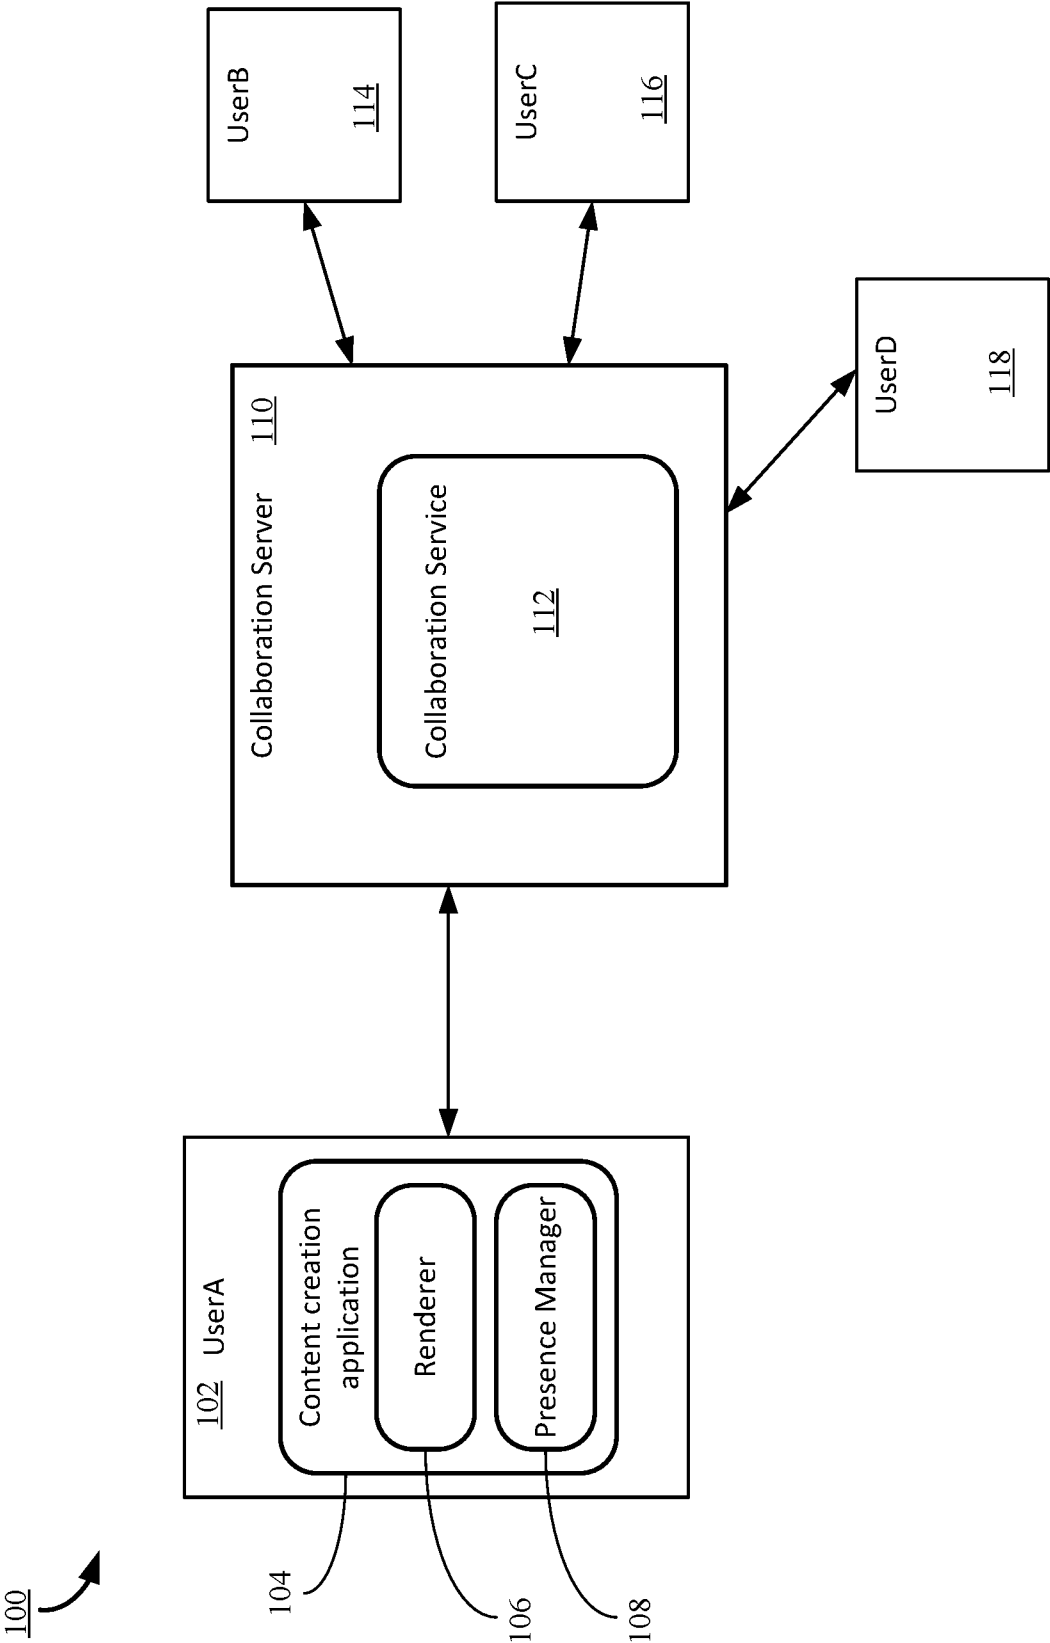 100
102 UserA
Content creation
application
Renderer
Presence Manager
104
106
108
Collaboration Server
110
Collaboration Service
112
UserB
114
UserC
116
UserD
118